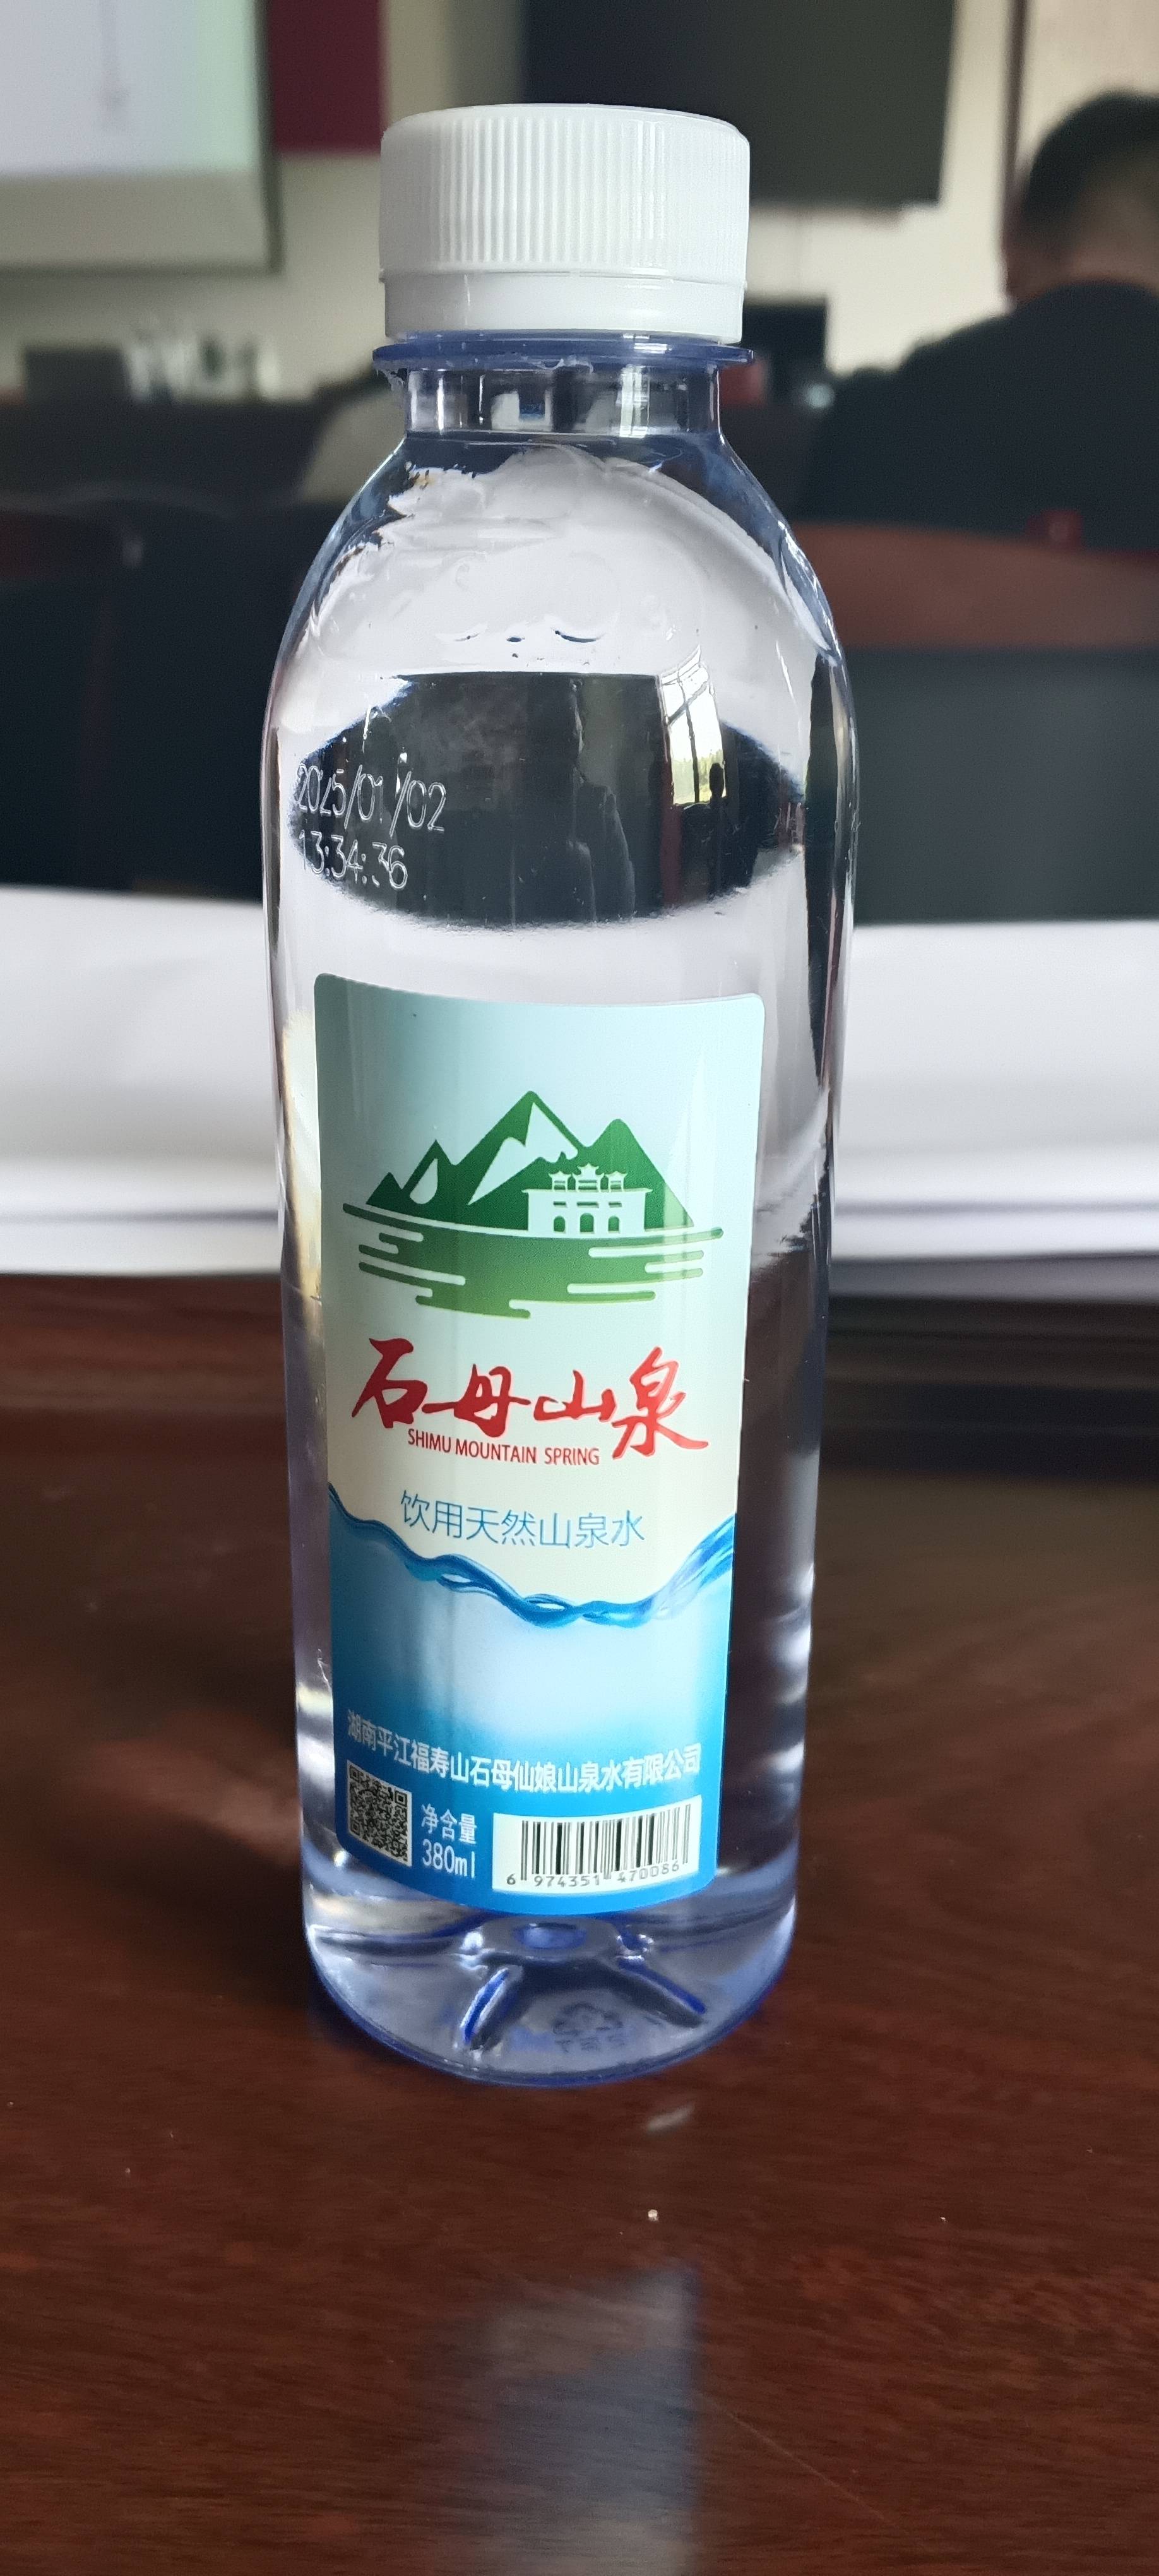 2025/01/02
13:34:36
石母山泉
SHIMU MOUNTAIN SPRING
饮用天然山泉水
湖南平江福寿山石母仙娘山泉水有限公司
净含量
380ml
6 974351 470086